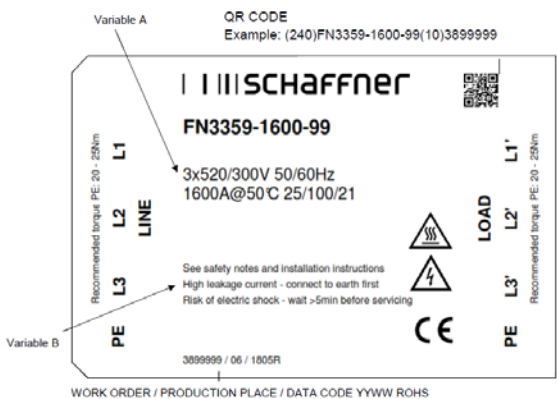 Variable A
QR CODE
Example: (240)FN3359-1600-99(10)3899999
SCHAFFNER
FN3359-1600-99
3x520/300V 50/60Hz
1600A@50℃ 25/100/21
Recommended torque PE: 20 - 25Nm
L1
L2
L3
PE
LINE
LOAD
L1'
L2'
L3'
PE
Recommended torque PE: 20 - 25Nm
See safety notes and installation instructions
High leakage current - connect to earth first
Risk of electric shock - wait >5min before servicing
Variable B
CE
3899999 / 06 / 1805R
WORK ORDER / PRODUCTION PLACE / DATA CODE YYWW ROHS